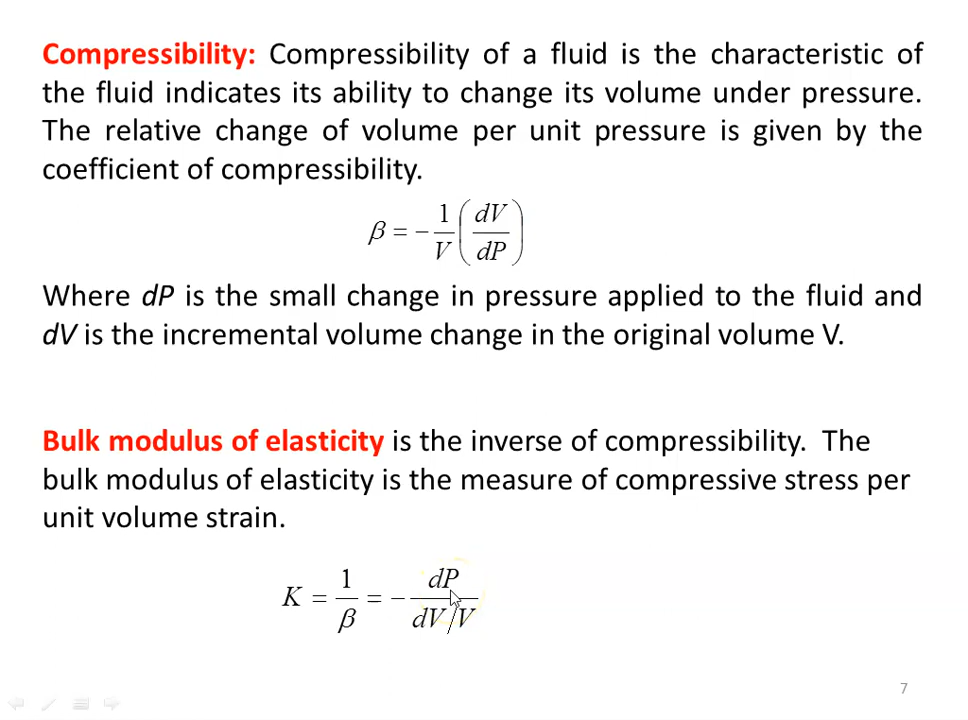 Compressibility: Compressibility of a fluid is the characteristic of
the fluid indicates its ability to change its volume under pressure.
The relative change of volume per unit pressure is given by the
coefficient of compressibility.
β = − 1/V (dV/dP)
Where dP is the small change in pressure applied to the fluid and
dV is the incremental volume change in the original volume V.
Bulk modulus of elasticity is the inverse of compressibility. The
bulk modulus of elasticity is the measure of compressive stress per
unit volume strain.
K = 1/β = − dP/(dV/V)
7